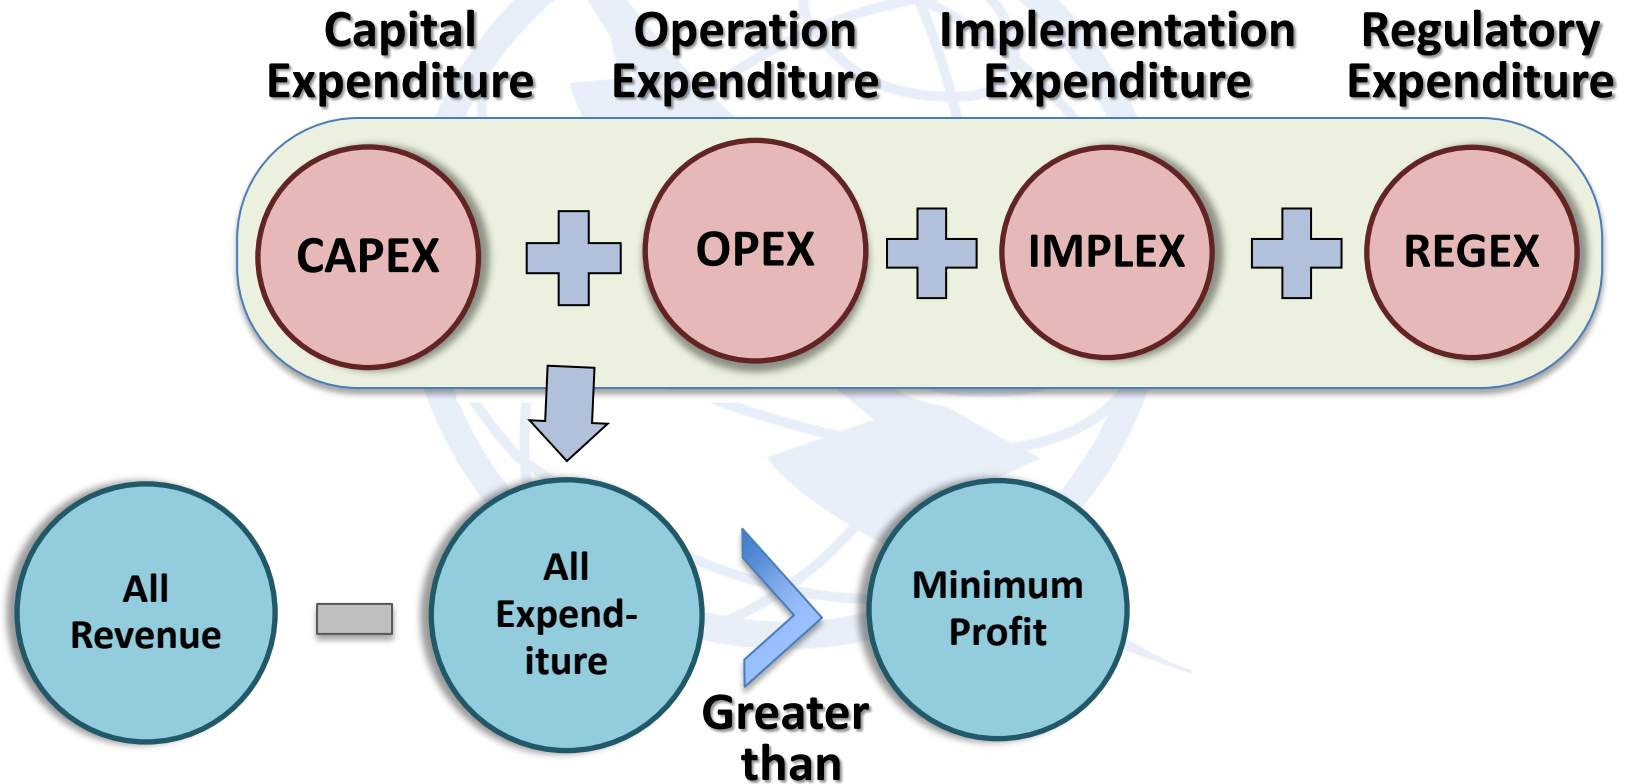 Capital
Expenditure
Operation
Expenditure
Implementation
Expenditure
Regulatory
Expenditure
CAPEX
OPEX
IMPLEX
REGEX
All
Revenue
All
Expend-
iture
Greater
than
Minimum
Profit